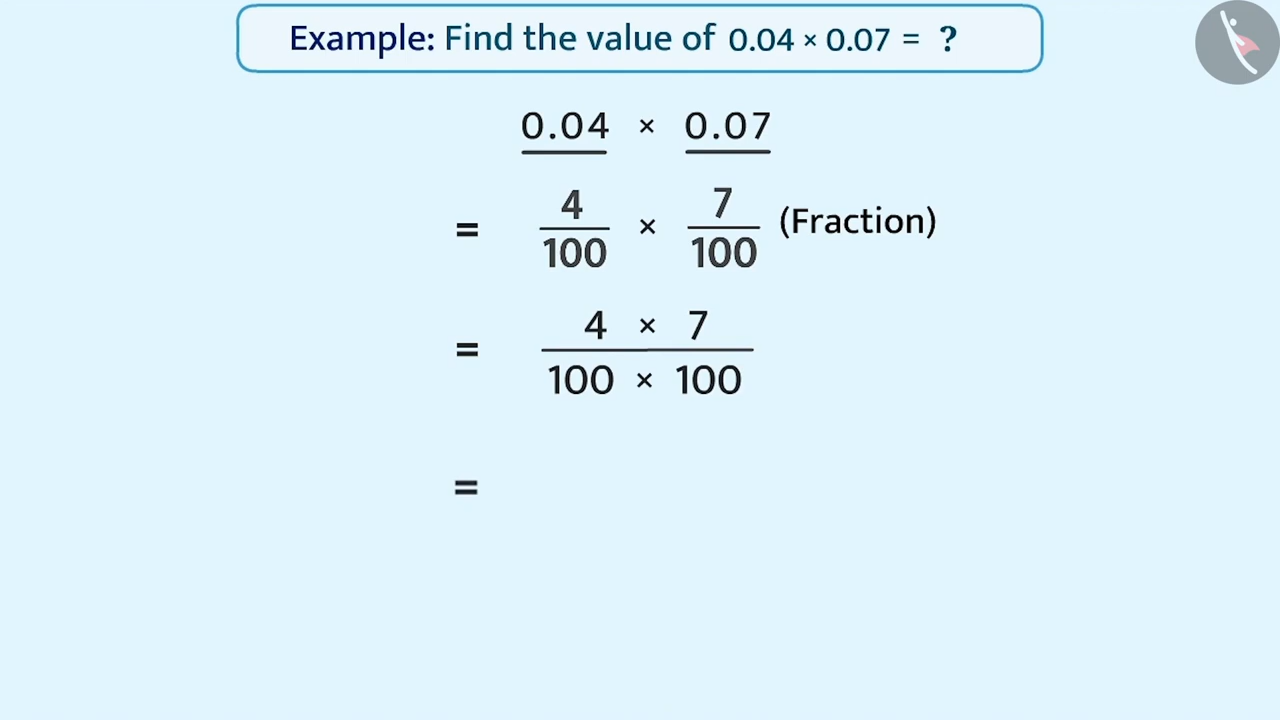 Example: Find the value of 0.04 × 0.07 = ?
0.04 × 0.07
= 4/100 × 7/100 (Fraction)
= 4 × 7 / 100 × 100
=